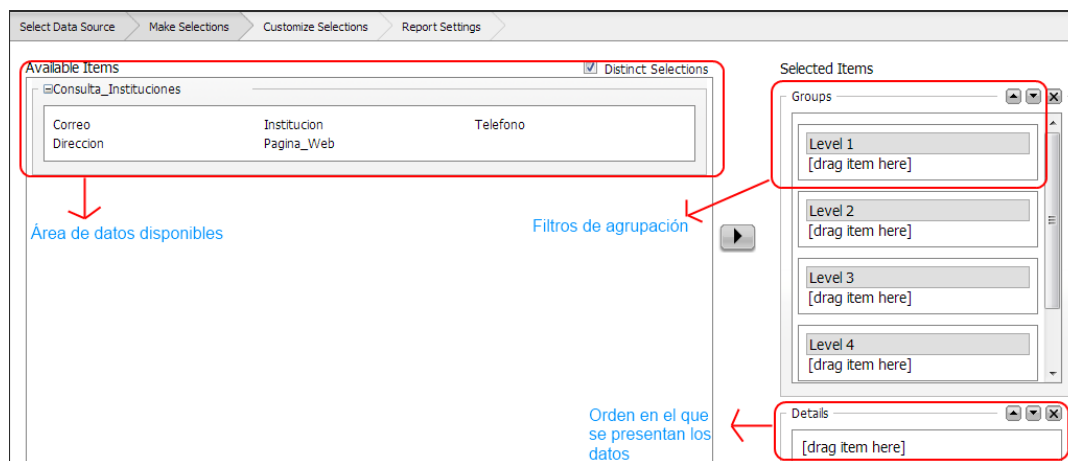 Select Data Source Make Selections Customize Selections Report Settings
Available Items
Distinct Selections
Consulta_Instituciones
Correo Institucion Telefono
Direccion Pagina_Web
Área de datos disponibles
Filtros de agrupación
Orden en el que
se presentan los
datos
Selected Items
Groups
Level 1
[drag item here]
Level 2
[drag item here]
Level 3
[drag item here]
Level 4
[drag item here]
Details
[drag item here]